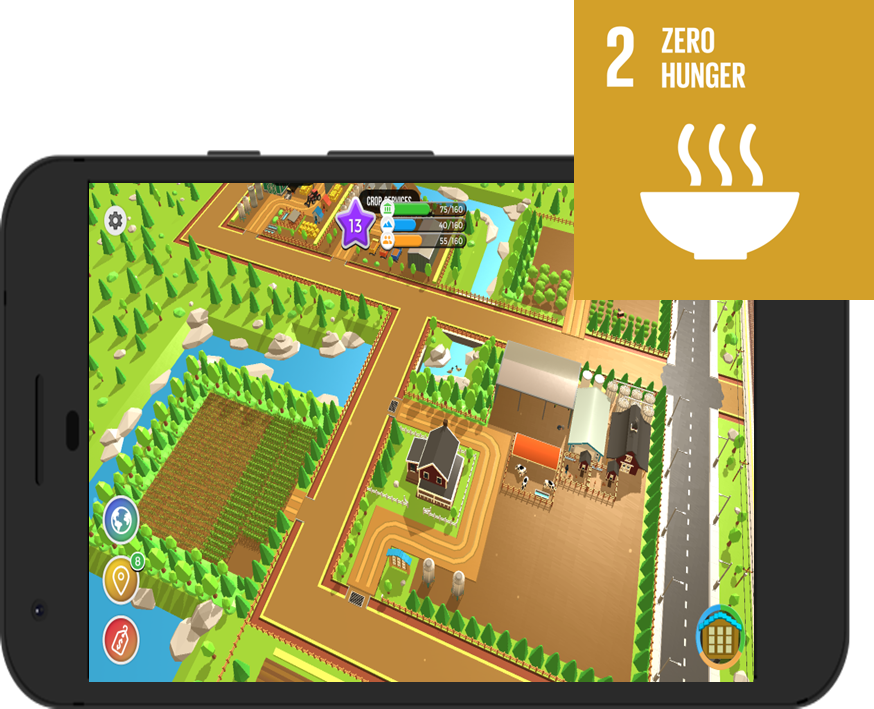 2 ZERO
HUNGER
CROP SERVICES
13
75/160
40/160
55/160
8